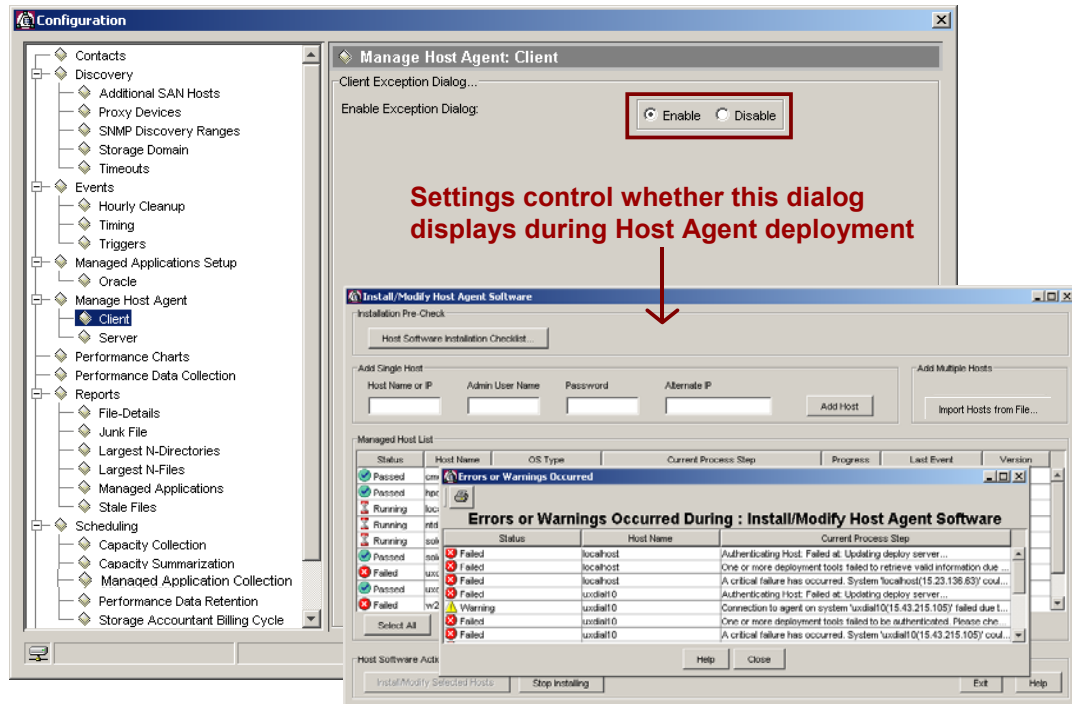 Configuration
Contacts
Discovery
Additional SAN Hosts
Proxy Devices
SNMP Discovery Ranges
Storage Domain
Timeouts
Events
Hourly Cleanup
Timing
Triggers
Managed Applications Setup
Oracle
Manage Host Agent
Client
Server
Performance Charts
Performance Data Collection
Reports
File-Details
Junk File
Largest N-Directories
Largest N-Files
Managed Applications
Stale Files
Scheduling
Capacity Collection
Capacity Summarization
Managed Application Collection
Performance Data Retention
Storage Accountant Billing Cycle
Manage Host Agent: Client
Client Exception Dialog...
Enable Exception Dialog:
Enable Disable
Settings control whether this dialog
displays during Host Agent deployment
Install/Modify Host Agent Software
Installation Pre-Check
Host Software Installation Checklist...
Add Single Host
Host Name or IP Admin User Name Password Alternate IP
Add Host
Add Multiple Hosts
Import Hosts from File...
Managed Host List
Status Host Name OS Type Current Process Step Progress Last Event Version
Passed
Passed hpc
Running loc
Running ntd
Running sol
Passed sol
Failed uxc
Passed uxc
Failed w2
Select All
Errors or Warnings Occurred
Errors or Warnings Occurred During : Install/Modify Host Agent Software
Status Host Name Current Process Step
Failed localhost Authenticating Host: Failed at: Updating deploy server...
Failed localhost One or more deployment tools failed to retrieve valid information due ...
Failed localhost A critical failure has occurred. System 'localhost(15.23.136.63)' coul...
Failed uxdial10 Authenticating Host: Failed at: Updating deploy server...
Warning uxdial10 Connection to agent on system 'uxdial10(15.43.215.105)' failed due t...
Failed uxdial10 One or more deployment tools failed to be authenticated. Please che...
Failed uxdial10 A critical failure has occurred. System 'uxdial10(15.43.215.105)' coul...
Help Close
Host Software Acti
Install/Modify Selected Hosts Stop Installing Exit Help